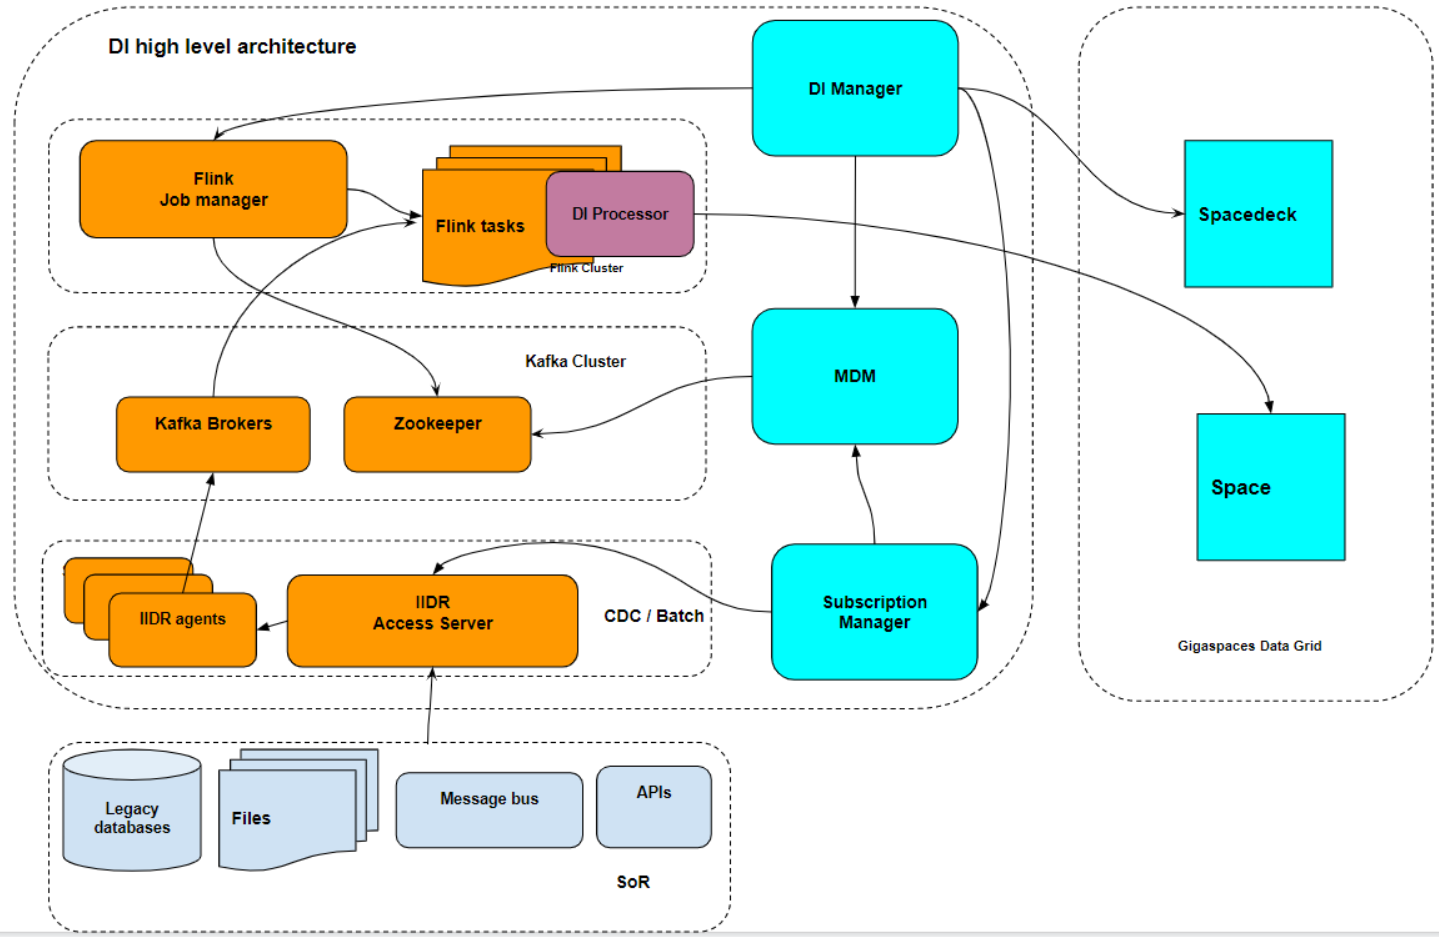 DI high level architecture
DI Manager
Flink
Job manager
Flink tasks
DI Processor
Flink Cluster
Spacedeck
Kafka Cluster
MDM
Kafka Brokers
Zookeeper
Space
IIDR agents
IIDR
Access Server
CDC / Batch
Subscription
Manager
Gigaspaces Data Grid
Legacy
databases
Files
Message bus
APIs
SoR